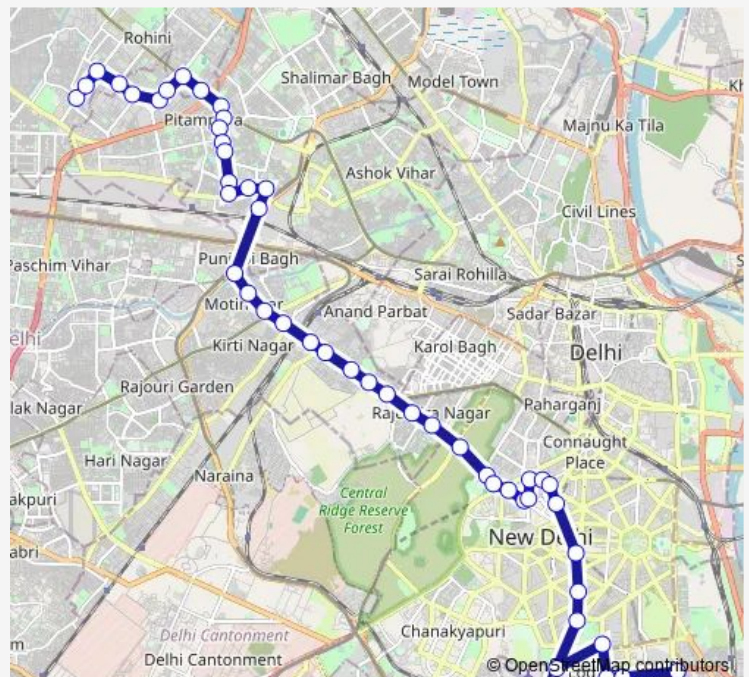 Rohini
Shalimar Bagh
Model Town
Majnu Ka Tila
Ashok Vihar
Civil Lines
Paschim Vihar
Sarai Rohilla
Anand Parbat
Sadar Bazar
Kirti Nagar
Karol Bagh
Delhi
Rajouri Garden
Nagar
Paharganj
Connaught
Place
Hari Nagar
Naraina
Central
Ridge Reserve
Forest
New Delhi
Chanakyapuri
Delhi Cantonment
Delhi Cantonment
© OpenStreetMap contributors